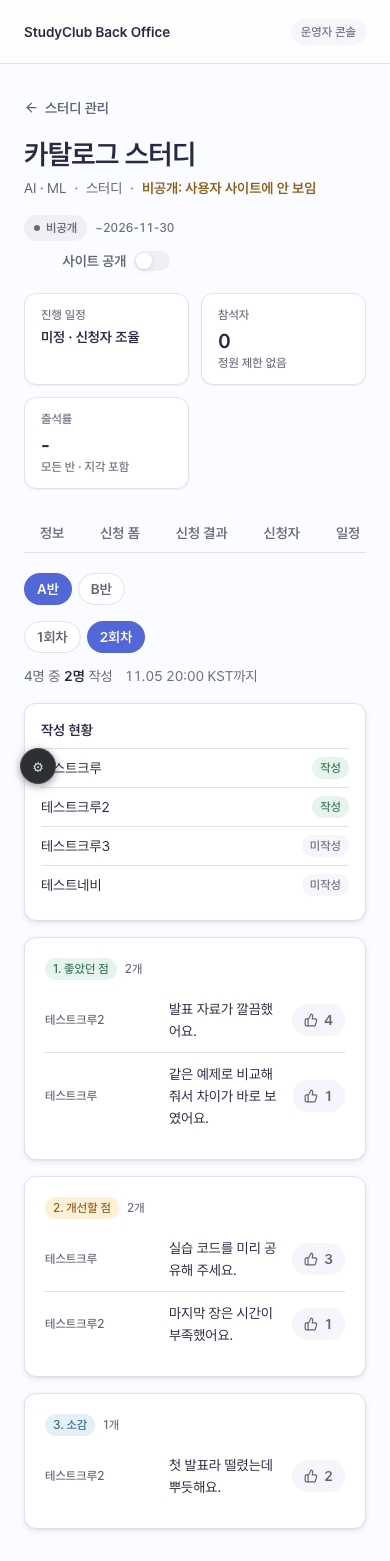 StudyClub Back Office
운영자 콘솔
← 스터디 관리
카탈로그 스터디
AI · ML · 스터디 · 비공개: 사용자 사이트에 안 보임
비공개 ~2026-11-30
사이트 공개
진행 일정
미정 · 신청자 조율
참석자
0
정원 제한 없음
출석률
-
모든 반 · 지각 포함
정보 신청 폼 신청 결과 신청자 일정
A반 B반
1회차 2회차
4명 중 2명 작성 11.05 20:00 KST까지
작성 현황
스트크루 작성
테스트크루2 작성
테스트크루3 미작성
테스트네비 미작성
1. 좋았던 점 2개
테스트크루2
발표 자료가 깔끔했
어요.
4
테스트크루
같은 예제로 비교해
줘서 차이가 바로 보
였어요.
1
2. 개선할 점 2개
테스트크루
실습 코드를 미리 공
유해 주세요.
3
테스트크루2
마지막 장은 시간이
부족했어요.
1
3. 소감 1개
테스트크루2
첫 발표라 떨렸는데
뿌듯해요.
2